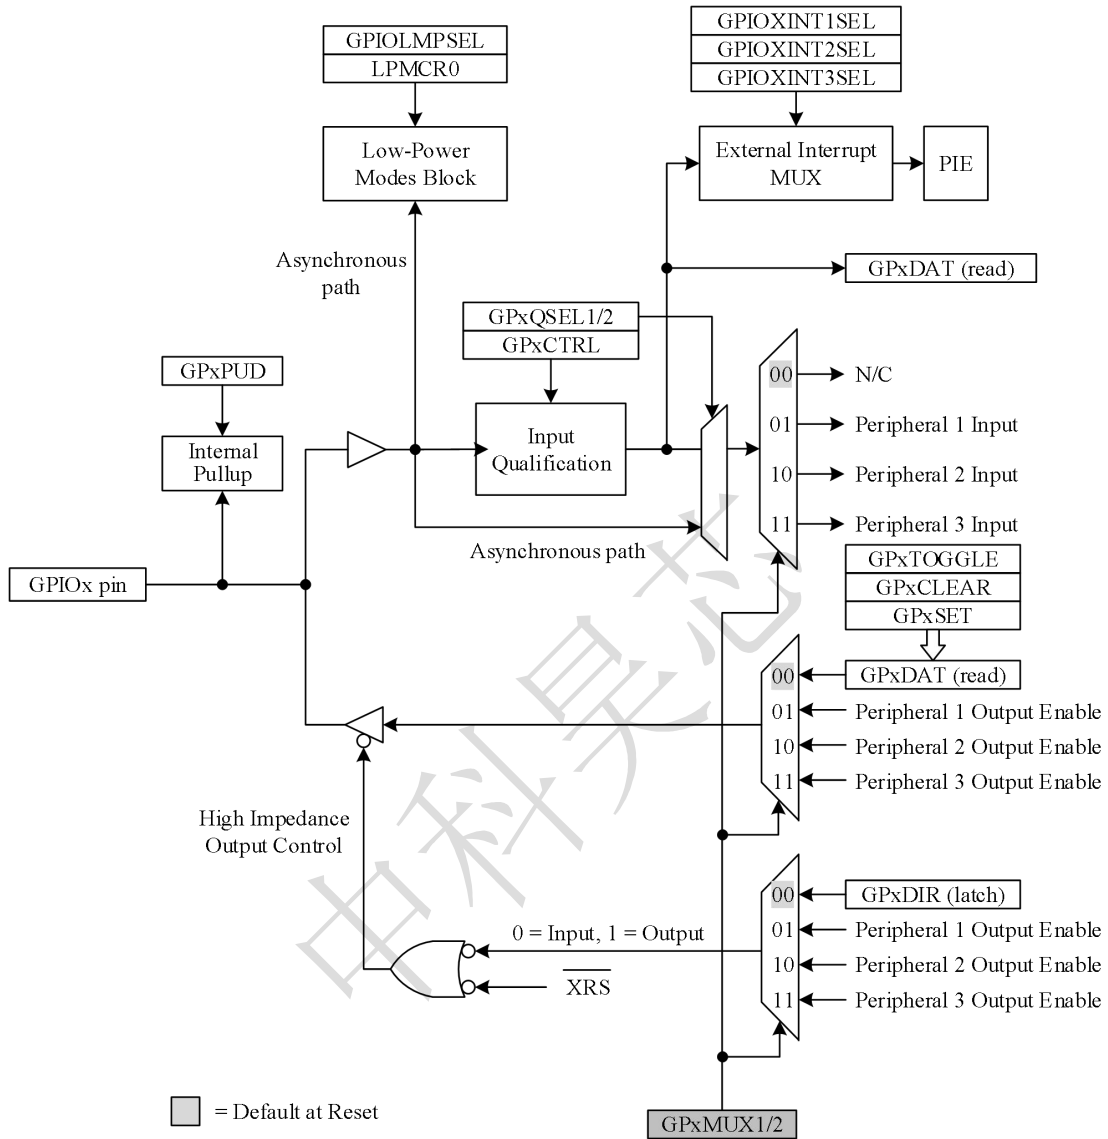 GPIOLMPSEL
LPMCR0
Low-Power
Modes Block
GPIOXINT1SEL
GPIOXINT2SEL
GPIOXINT3SEL
External Interrupt
MUX
PIE
Asynchronous
path
GPxDAT (read)
GPxQSEL1/2
GPxCTRL
GPxPUD
Internal
Pullup
Input
Qualification
00
N/C
01
Peripheral 1 Input
10
Peripheral 2 Input
11
Peripheral 3 Input
Asynchronous path
GPIOx pin
GPxTOGGLE
GPxCLEAR
GPxSET
00
GPxDAT (read)
01
Peripheral 1 Output Enable
10
Peripheral 2 Output Enable
11
Peripheral 3 Output Enable
High Impedance
Output Control
00
GPxDIR (latch)
01
Peripheral 1 Output Enable
10
Peripheral 2 Output Enable
11
Peripheral 3 Output Enable
0 = Input, 1 = Output
XRS
= Default at Reset
GPxMUX1/2
中科昊芯